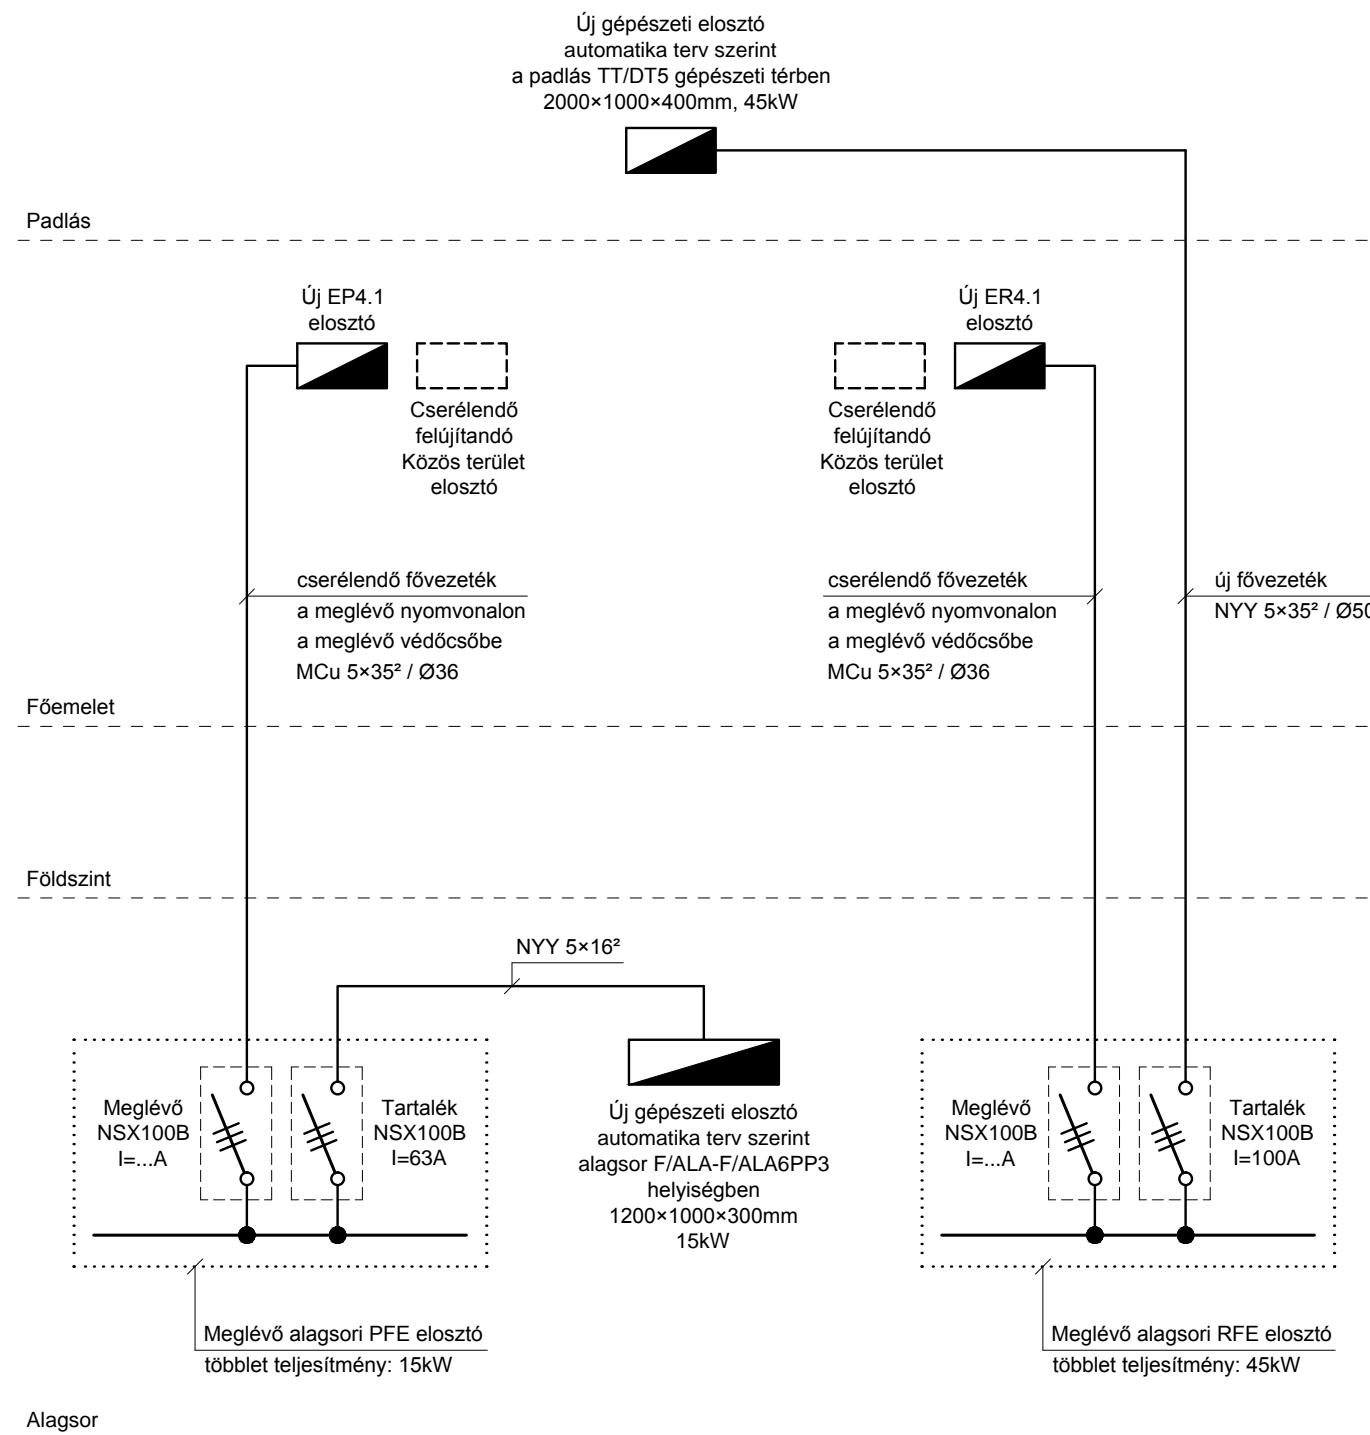 Új gépészeti elosztó
automatika terv szerint
a padlás TT/DT5 gépészeti térben
2000×1000×400mm, 45kW
Padlás
Új EP4.1
elosztó
Cserélendő
felújítandó
Közös terület
elosztó
Új ER4.1
elosztó
Cserélendő
felújítandó
Közös terület
elosztó
cserélendő fővezeték
a meglévő nyomvonalon
a meglévő védőcsőbe
MCu 5×35² / Ø36
cserélendő fővezeték
a meglévő nyomvonalon
a meglévő védőcsőbe
MCu 5×35² / Ø36
új fővezeték
NYY 5×35² / Ø50
Főemelet
Földszint
NYY 5×16²
Meglévő
NSX100B
I=...A
Tartalék
NSX100B
I=63A
Új gépészeti elosztó
automatika terv szerint
alagsor F/ALA-F/ALA6PP3
helyiségben
1200×1000×300mm
15kW
Meglévő
NSX100B
I=...A
Tartalék
NSX100B
I=100A
Meglévő alagsori PFE elosztó
többlet teljesítmény: 15kW
Meglévő alagsori RFE elosztó
többlet teljesítmény: 45kW
Alagsor